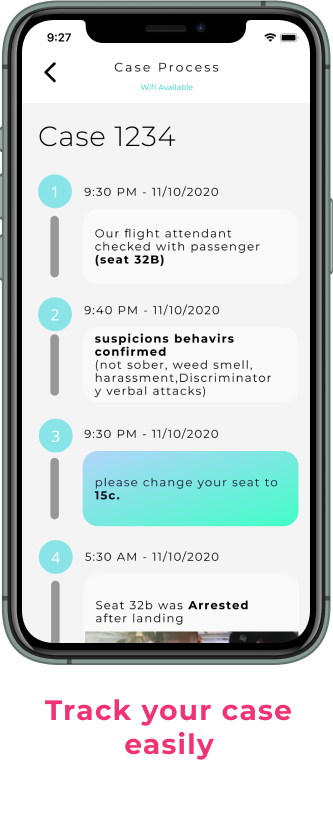 9:27
Case Process
Wifi Available
Case 1234
1
9:30 PM - 11/10/2020
Our flight attendant
checked with passenger
(seat 32B)
2
9:40 PM - 11/10/2020
suspicions behavirs
confirmed
(not sober, weed smell,
harassment,Discriminator
y verbal attacks)
3
9:30 PM - 11/10/2020
please change your seat to
15c.
4
5:30 AM - 11/10/2020
Seat 32b was Arrested
after landing
Track your case
easily